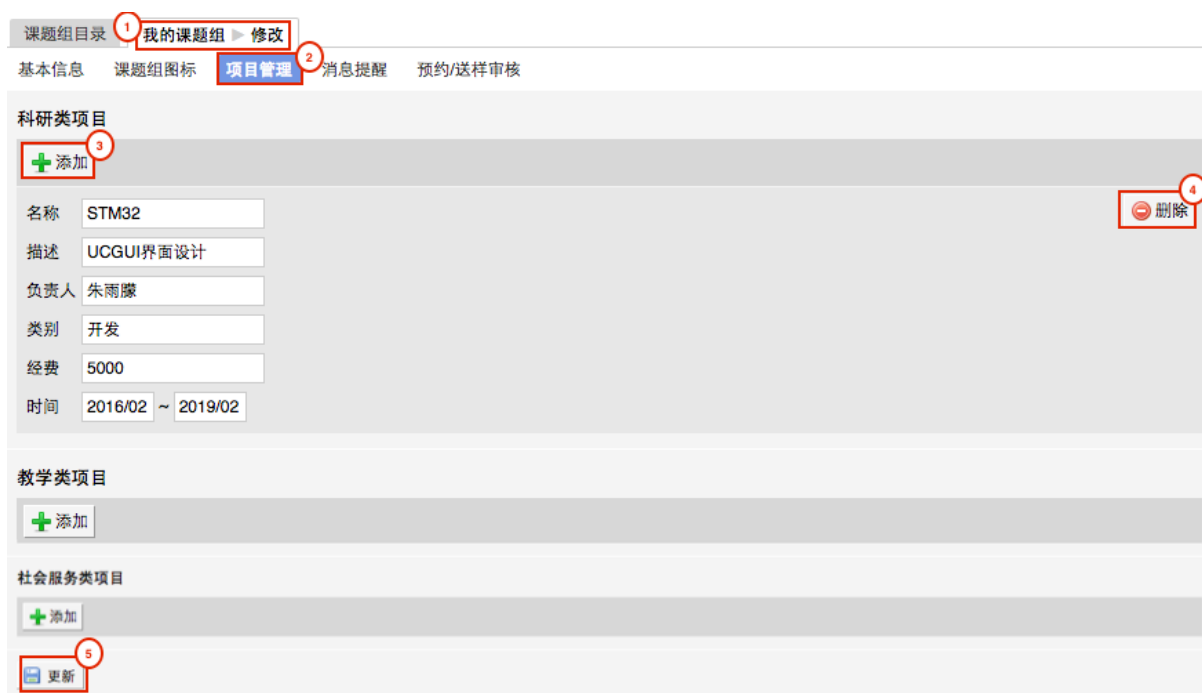 课题组目录 1 我的课题组 ▶ 修改
基本信息 课题组图标 项目管理 2 消息提醒 预约/送样审核
科研类项目
添加 3
名称 STM32 删除 4
描述 UCGUI界面设计
负责人 朱雨朦
类别 开发
经费 5000
时间 2016/02 ~ 2019/02
教学类项目
添加
社会服务类项目
添加
更新 5